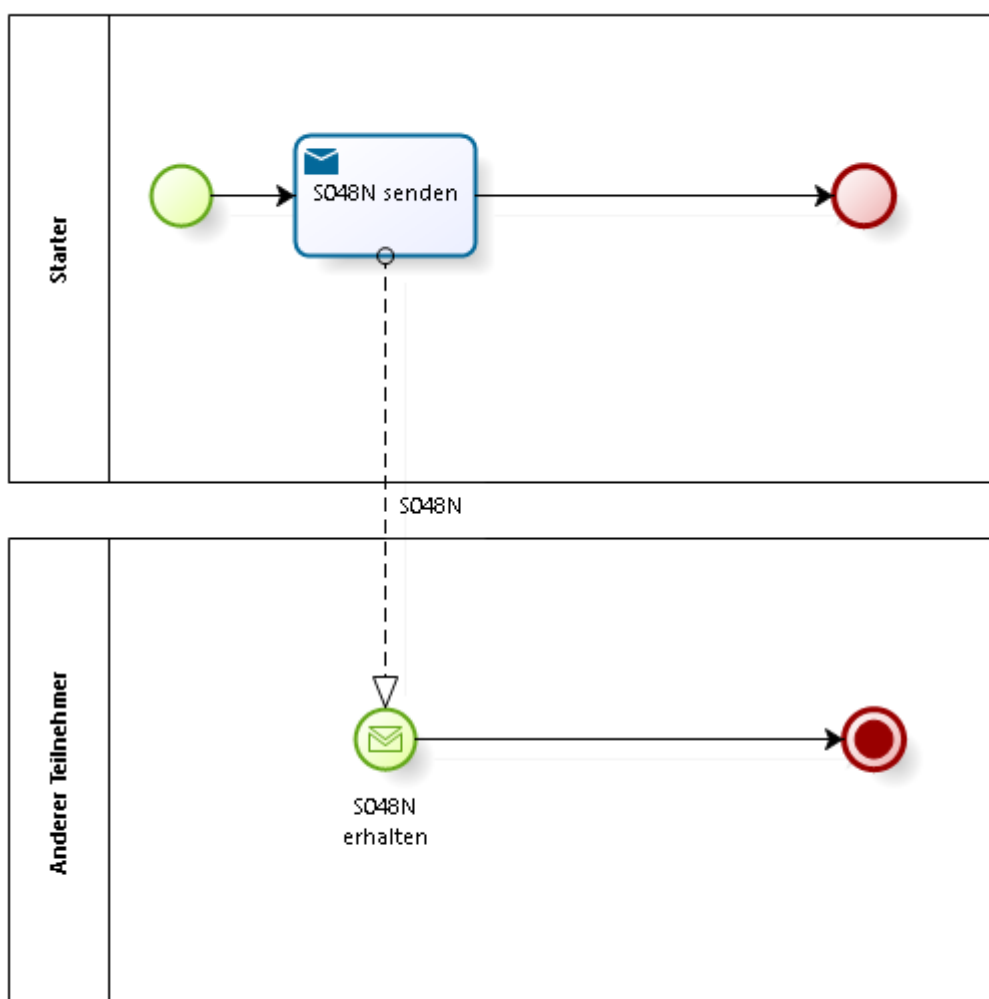 Starter
S048N senden
S048N
Anderer Teilnehmer
S048N
erhalten